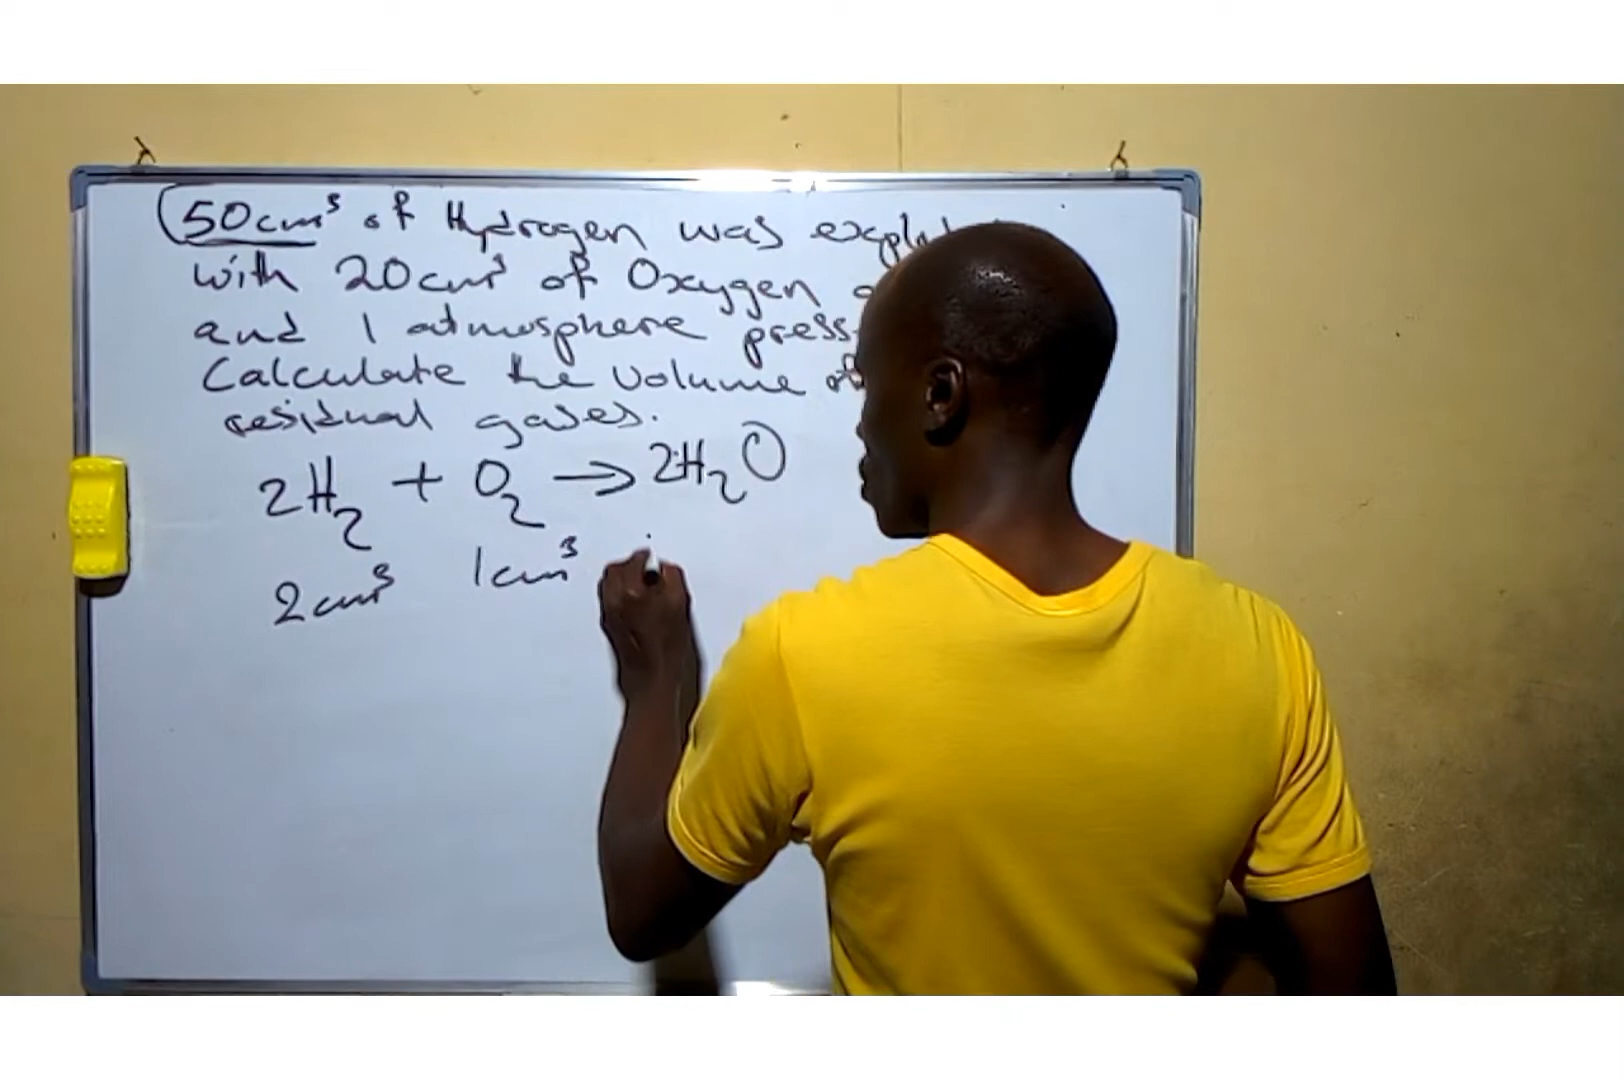 50cm³ of Hydrogen was
with 20cm³ of Oxygen
and 1 atmosphere
Calculate the volume of
residual gases.
2H₂ + O₂ → 2H₂O
2cm³ 1cm³